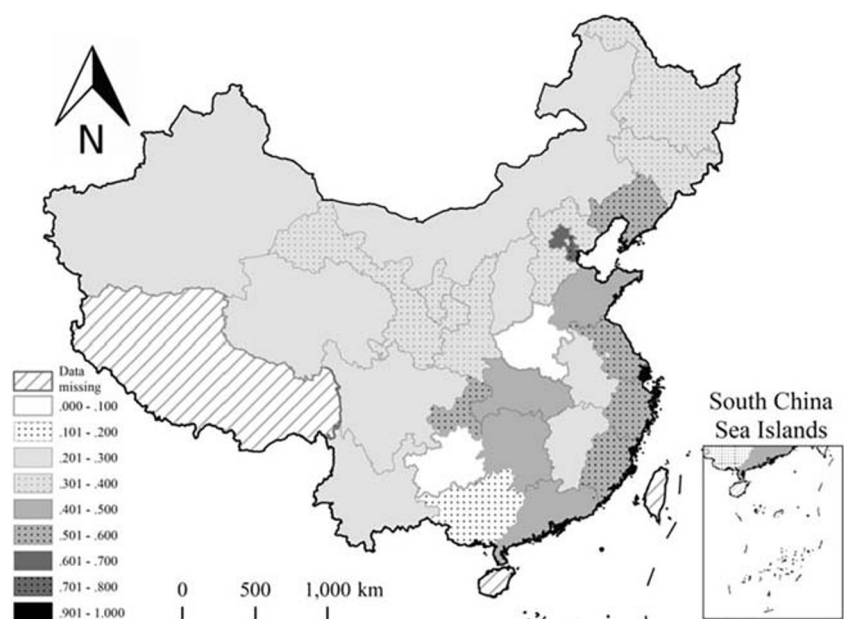 N
Data
missing
.000 - .100
.101 - .200
.201 - .300
.301 - .400
.401 - .500
.501 - .600
.601 - .700
.701 - .800
.901 - 1.000
0 500 1,000 km
South China
Sea Islands